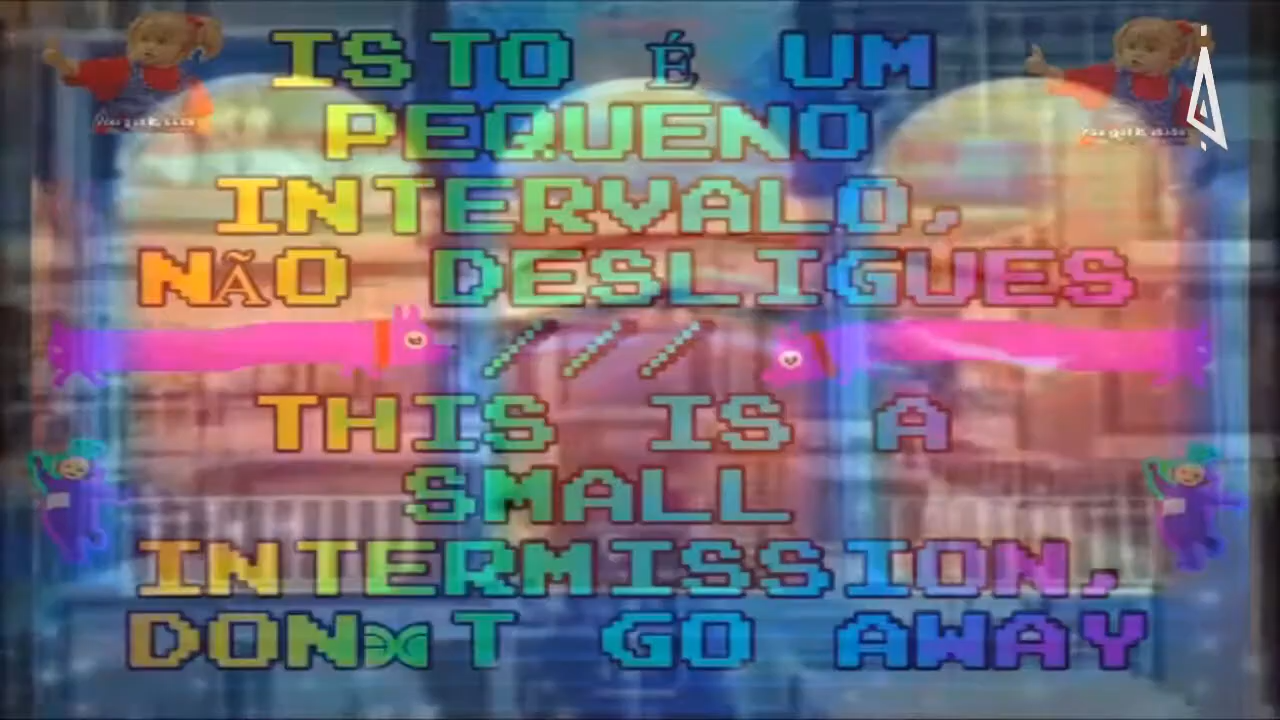 ISTO É UM
PEQUENO
INTERVALO,
NÃO DESLIGUES
///
THIS IS A
SMALL
INTERMISSION,
DON T GO AWAY